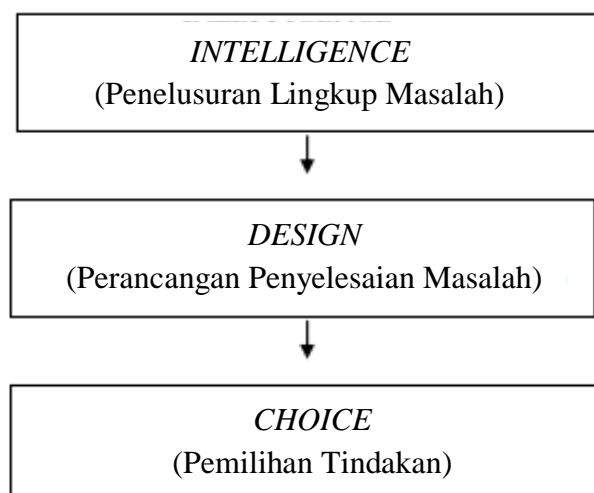 INTELLIGENCE
(Penelusuran Lingkup Masalah)
DESIGN
(Perancangan Penyelesaian Masalah)
CHOICE
(Pemilihan Tindakan)